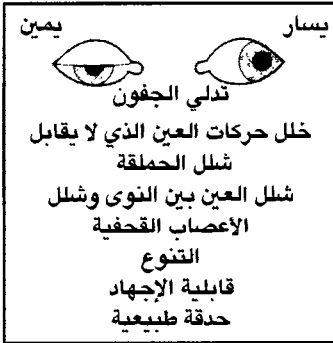 يسار
يمين
تدلي الجفون
خلل حركات العين الذي لا يقابل
شلل الحملقة
شلل العين بين النوى وشلل
الأعصاب القحفية
التنوع
قابلية الإجهاد
حدقة طبيعية